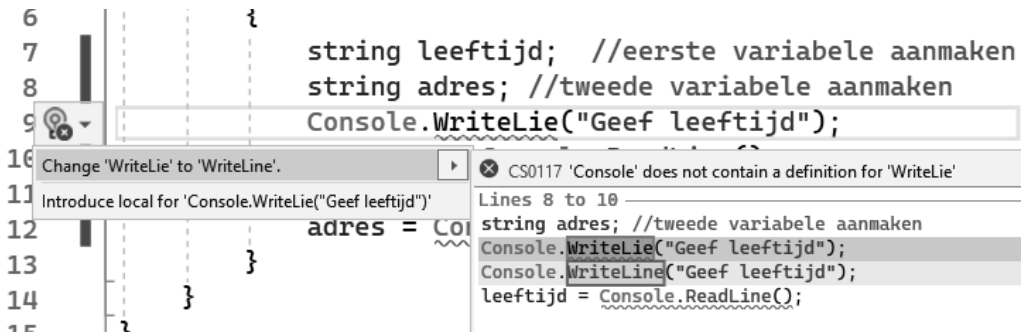 6 {
7 string leeftijd;  //eerste variabele aanmaken
8 string adres; //tweede variabele aanmaken
9 Console.WriteLie("Geef leeftijd");
10
Change 'WriteLie' to 'WriteLine'.
CS0117 'Console' does not contain a definition for 'WriteLie'
11
Introduce local for 'Console.WriteLie("Geef leeftijd")'
Lines 8 to 10
string adres; //tweede variabele aanmaken
Console.WriteLie("Geef leeftijd");
Console.WriteLine("Geef leeftijd");
leeftijd = Console.ReadLine();
12 adres = Co
13 }
14 }
15 }